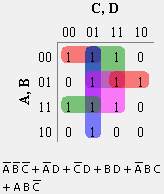 C, D
00 01 11 10
A, B
00 1 1 1 0
01 0 1 1 1
11 1 1 1 0
10 0 1 0 0
A̅B̅C̅ + A̅D + C̅D + BD + A̅BC
+ ABC̅